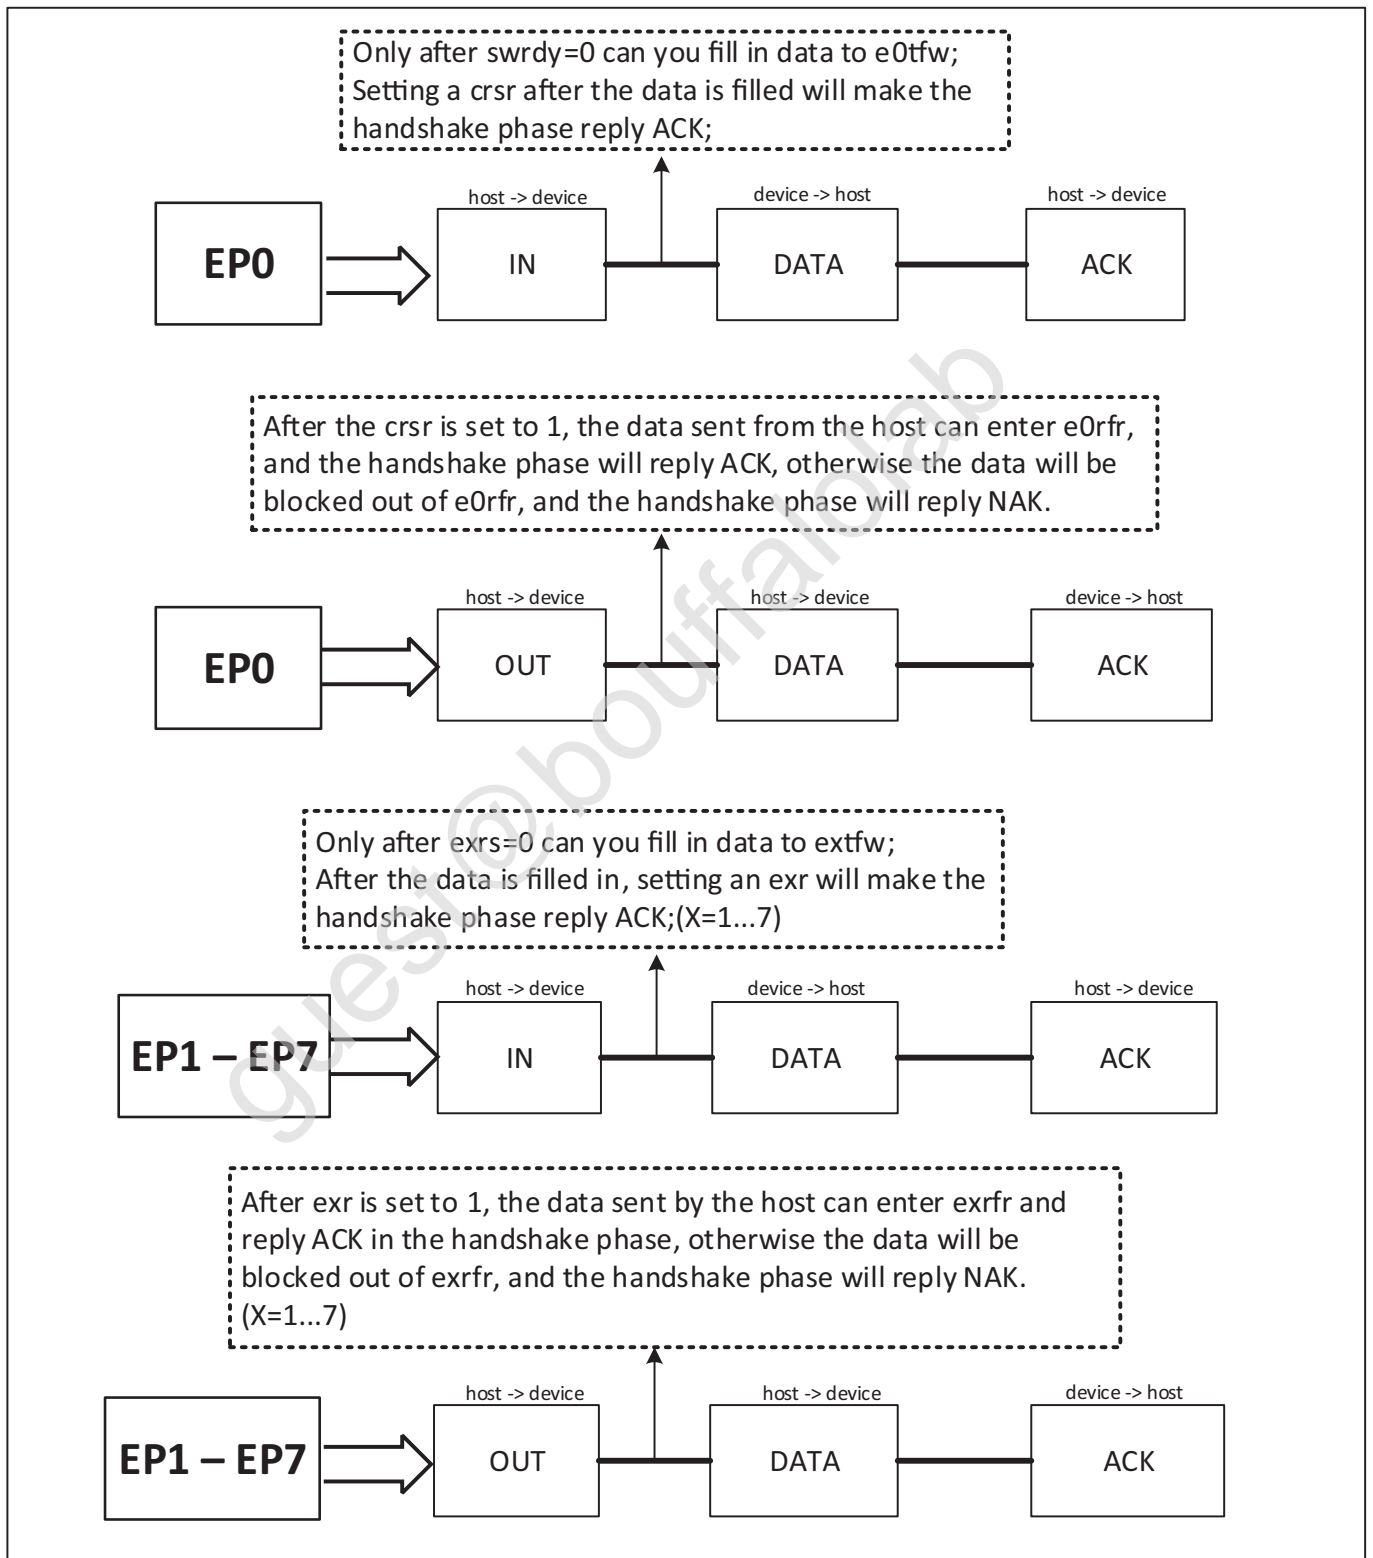 Only after swrdy=0 can you fill in data to e0tfw;
Setting a crsr after the data is filled will make the
handshake phase reply ACK;
host -> device
device -> host
host -> device
EP0
IN
DATA
ACK
After the crsr is set to 1, the data sent from the host can enter e0rfr,
and the handshake phase will reply ACK, otherwise the data will be
blocked out of e0rfr, and the handshake phase will reply NAK.
host -> device
host -> device
device -> host
EP0
OUT
DATA
ACK
Only after exrs=0 can you fill in data to extfw;
After the data is filled in, setting an exr will make the
handshake phase reply ACK;(X=1...7)
host -> device
device -> host
host -> device
EP1 – EP7
IN
DATA
ACK
After exr is set to 1, the data sent by the host can enter exrfr and
reply ACK in the handshake phase, otherwise the data will be
blocked out of exrfr, and the handshake phase will reply NAK.
(X=1...7)
host -> device
host -> device
device -> host
EP1 – EP7
OUT
DATA
ACK
guest@bouffalolab